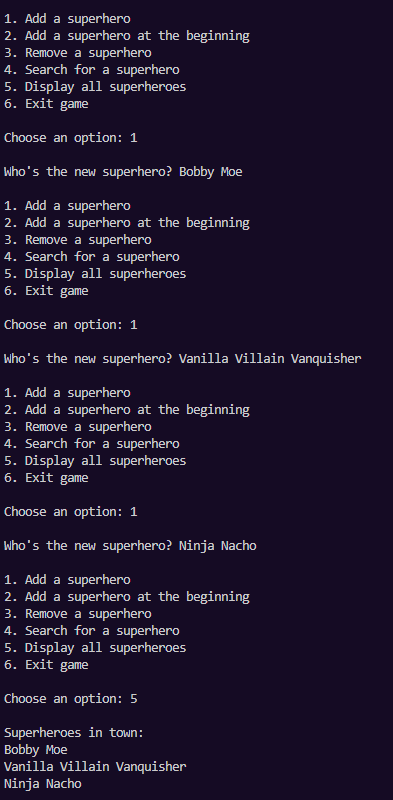 1. Add a superhero
2. Add a superhero at the beginning
3. Remove a superhero
4. Search for a superhero
5. Display all superheroes
6. Exit game
Choose an option: 1
Who's the new superhero? Bobby Moe
1. Add a superhero
2. Add a superhero at the beginning
3. Remove a superhero
4. Search for a superhero
5. Display all superheroes
6. Exit game
Choose an option: 1
Who's the new superhero? Vanilla Villain Vanquisher
1. Add a superhero
2. Add a superhero at the beginning
3. Remove a superhero
4. Search for a superhero
5. Display all superheroes
6. Exit game
Choose an option: 1
Who's the new superhero? Ninja Nacho
1. Add a superhero
2. Add a superhero at the beginning
3. Remove a superhero
4. Search for a superhero
5. Display all superheroes
6. Exit game
Choose an option: 5
Superheroes in town:
Bobby Moe
Vanilla Villain Vanquisher
Ninja Nacho